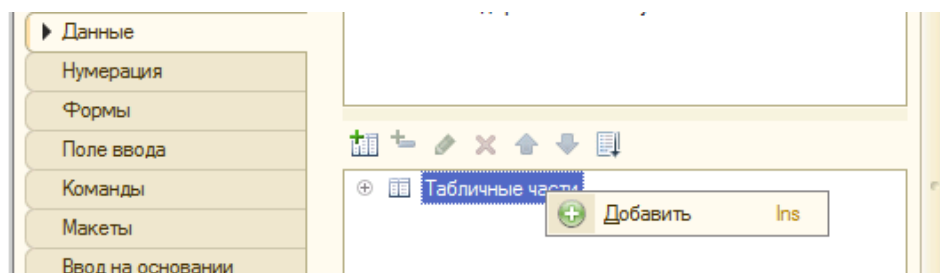 Данные
Нумерация
Формы
Поле ввода
Команды
Макеты
Ввод на основании
Табличные части
Добавить Ins